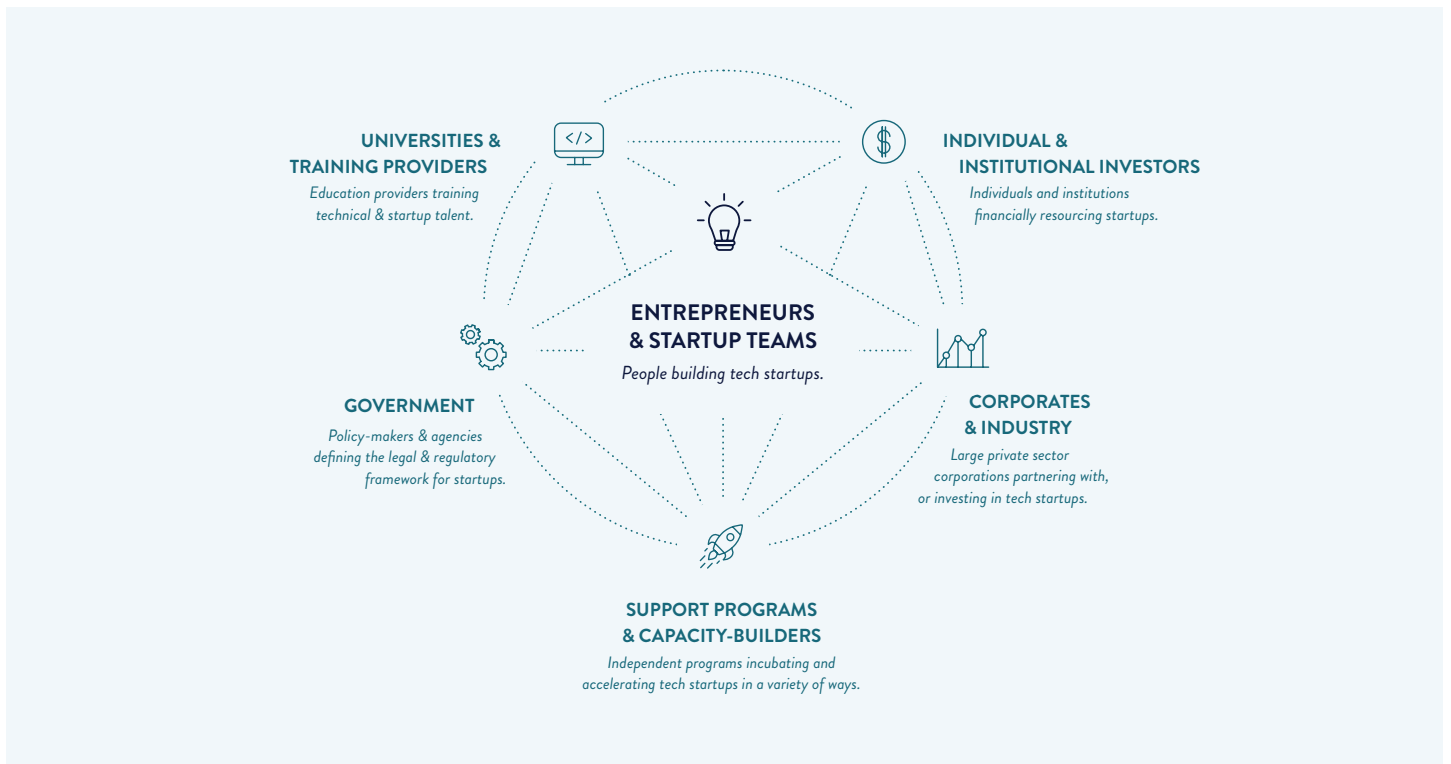 UNIVERSITIES &
TRAINING PROVIDERS
Education providers training
technical & startup talent.
</>
$
INDIVIDUAL &
INSTITUTIONAL INVESTORS
Individuals and institutions
financially resourcing startups.
ENTREPRENEURS
& STARTUP TEAMS
People building tech startups.
GOVERNMENT
Policy-makers & agencies
defining the legal & regulatory
framework for startups.
CORPORATES
& INDUSTRY
Large private sector
corporations partnering with,
or investing in tech startups.
SUPPORT PROGRAMS
& CAPACITY-BUILDERS
Independent programs incubating and
accelerating tech startups in a variety of ways.